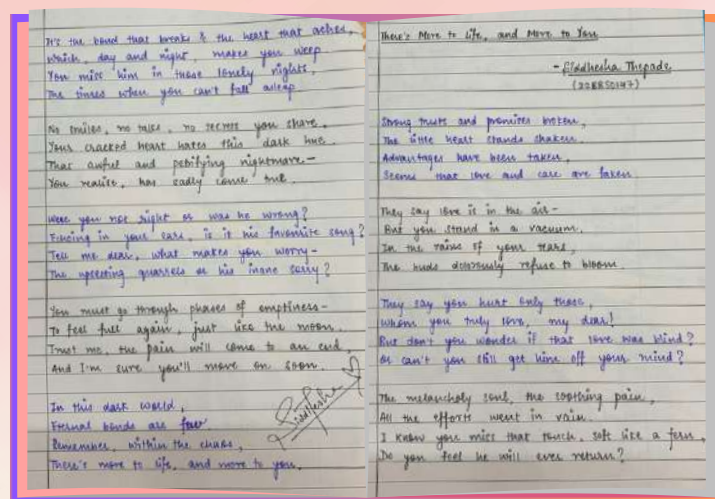 There's More to Life, and More to You
- Siddhesha Thepade
Strong trusts and promises broken,
The little heart stands shaken.
Advantages have been taken,
Seems that love and care are faken.
They say love is in the air-
But you stand in a vacuum.
In the rains of your tears,
The buds refuse to bloom.
They say you hurt only those,
Whom you truly love, my dear!
But don't you wonder if that love was blind?
Or can't you still get him off your mind?
The melancholy soul, the soothing pain,
All the efforts went in vain.
I know you miss that touch, soft like a fern,
Do you feel he will ever return?
It's the bond that breaks & the heart that aches,
Which, day and night, makes you weep
You miss him in those lonely nights,
The times when you can't fall asleep.
No smiles, no talks, no secrets you share.
Your cracked heart hates this dark hue.
That awful and petrifying nightmare-
You realise, has sadly come true.
Were you not right or was he wrong?
Echoing in your ears, is it his favourite song?
Tell me dear, what makes you worry-
The upsetting quarrels or his inane sorry?
You must go through phases of emptiness-
To feel full again, just like the moon.
Trust me, the pain will come to an end,
And I'm sure you'll move on soon.
In this dark world,
Eternal bonds are few
Remember, within the chaos,
There's more to life, and more to you.
Siddhesha